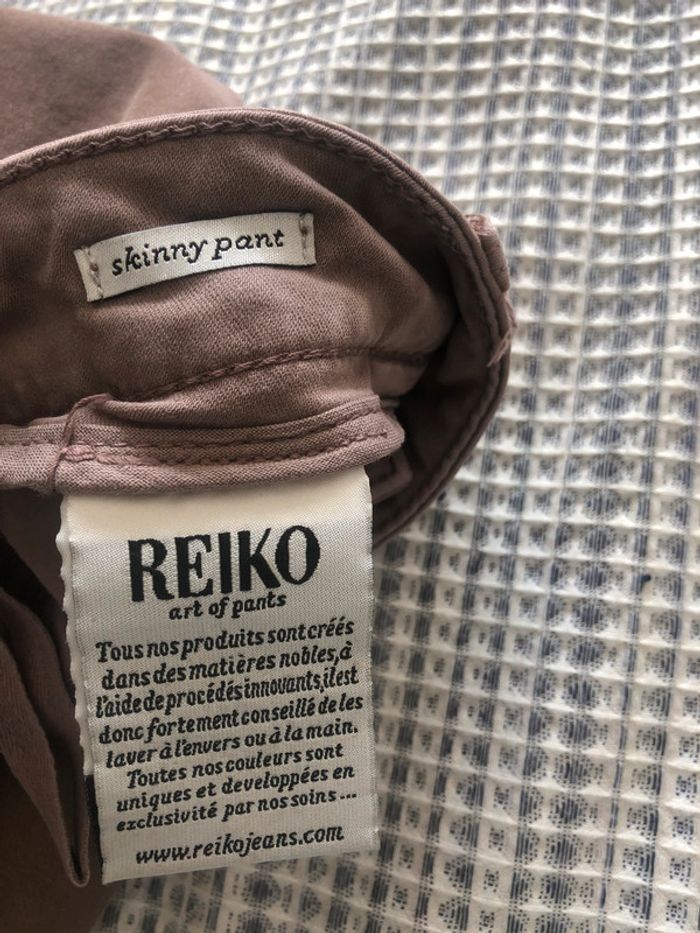 skinny pant
REIKO
art of pants
Tous nos produits sont créés
dans des matières nobles, à
l'aide de procédés innovants, il est
donc fortement conseillé de les
laver à l'envers ou à la main.
Toutes nos couleurs sont
uniques et developpées en
exclusivité par nos soins ...
www.reikojeans.com